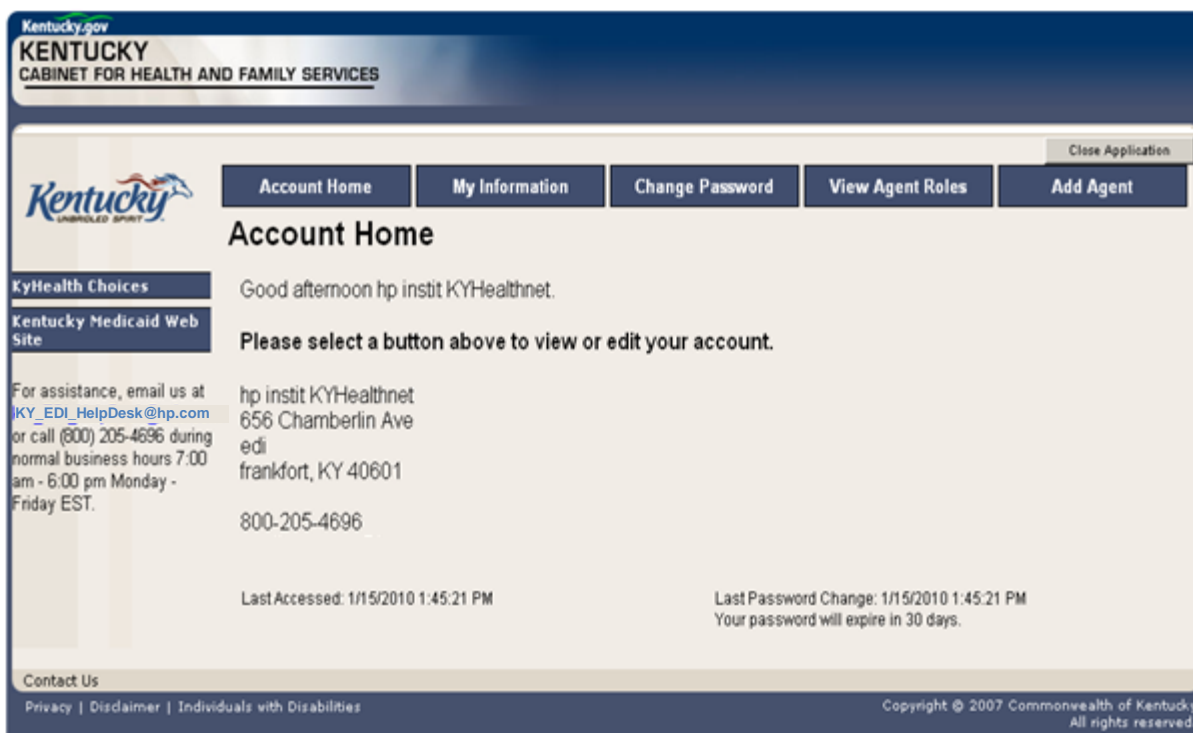 Kentucky.gov
KENTUCKY
CABINET FOR HEALTH AND FAMILY SERVICES
Close Application
Kentucky
UNBRIDLED SPIRIT
Account Home
My Information
Change Password
View Agent Roles
Add Agent
Account Home
KyHealth Choices
Kentucky Medicaid Web
Site
For assistance, email us at
KY_EDI_HelpDesk@hp.com
or call (800) 205-4696 during
normal business hours 7:00
am - 6:00 pm Monday -
Friday EST.
Good afternoon hp instit KYHealthnet.
Please select a button above to view or edit your account.
hp instit KYHealthnet
656 Chamberlin Ave
edi
frankfort, KY 40601
800-205-4696
Last Accessed: 1/15/2010 1:45:21 PM
Last Password Change: 1/15/2010 1:45:21 PM
Your password will expire in 30 days.
Contact Us
Privacy | Disclaimer | Individuals with Disabilities
Copyright © 2007 Commonwealth of Kentucky
All rights reserved